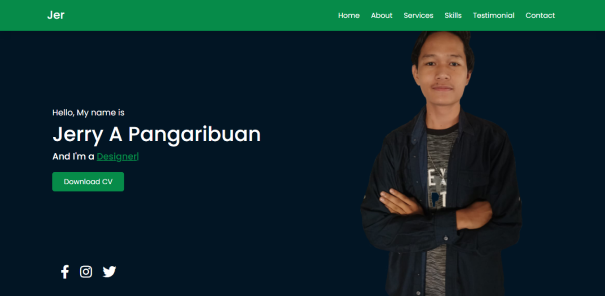 Jer
Home About Services Skills Testimonial Contact
Hello, My name is
Jerry A Pangaribuan
And I'm a Designer|
Download CV